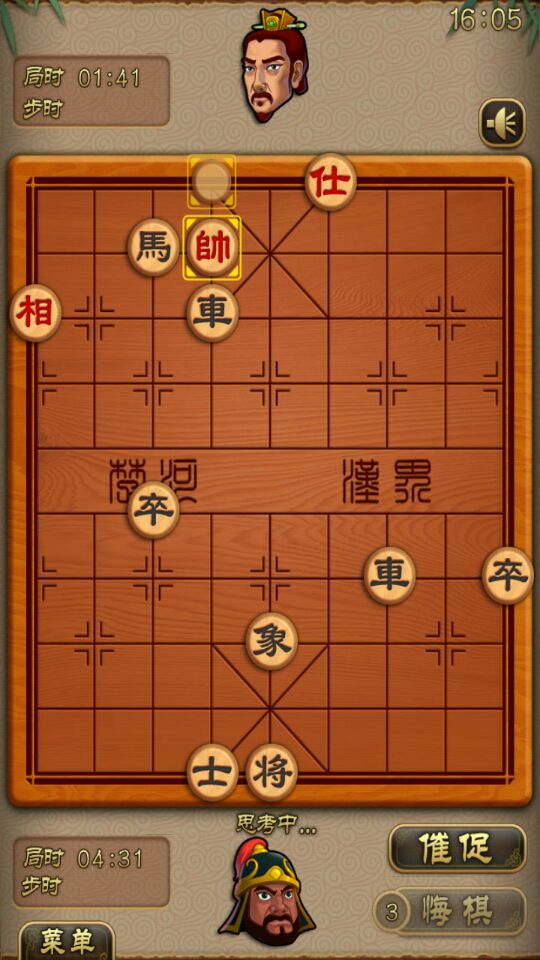 16:05
局时 01:41
步时
仕
馬 帥
相 車
楚河 漢界
卒
車 卒
象
士 将
思考中...
局时 04:31
步时
催促
3 悔棋
菜单